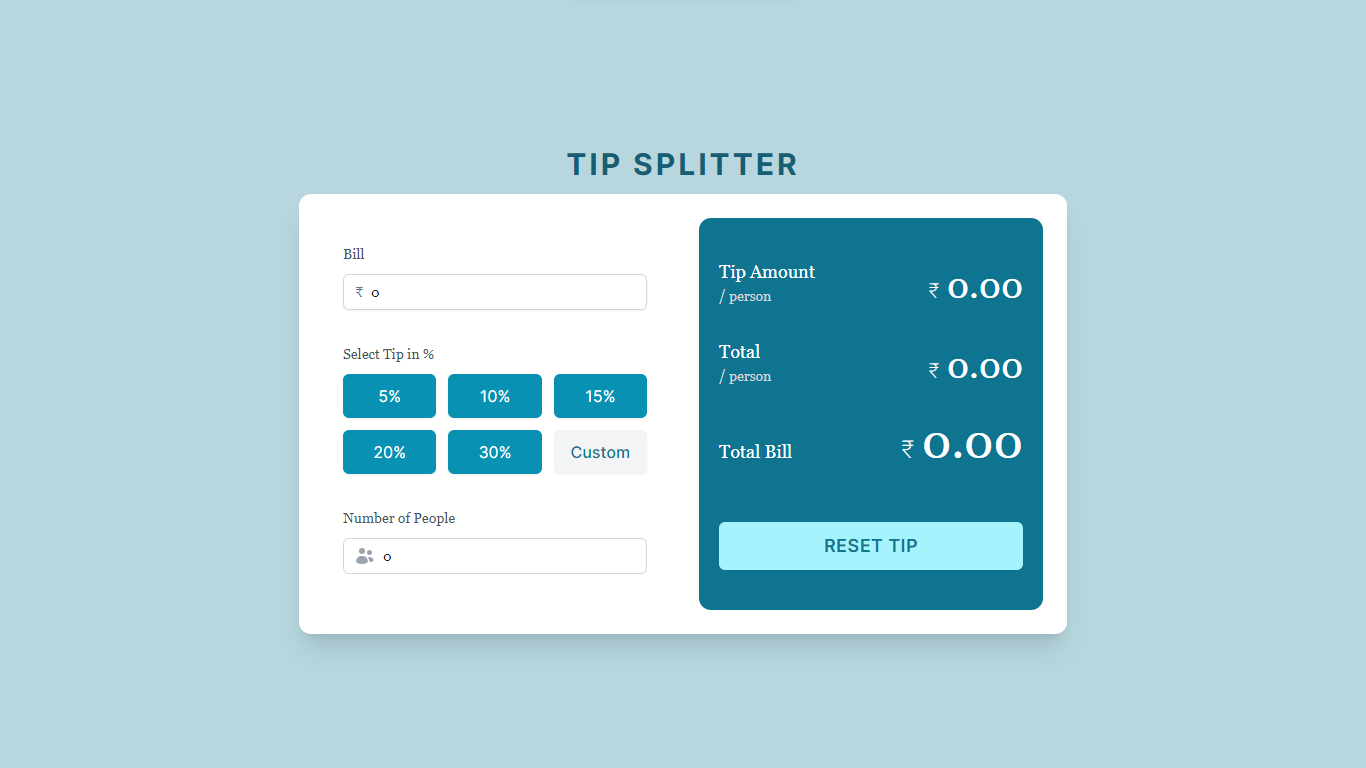 TIP SPLITTER
Bill
₹ 0
Select Tip in %
5% 10% 15%
20% 30% Custom
Number of People
0
Tip Amount
/ person
₹ 0.00
Total
/ person
₹ 0.00
Total Bill
₹ 0.00
RESET TIP